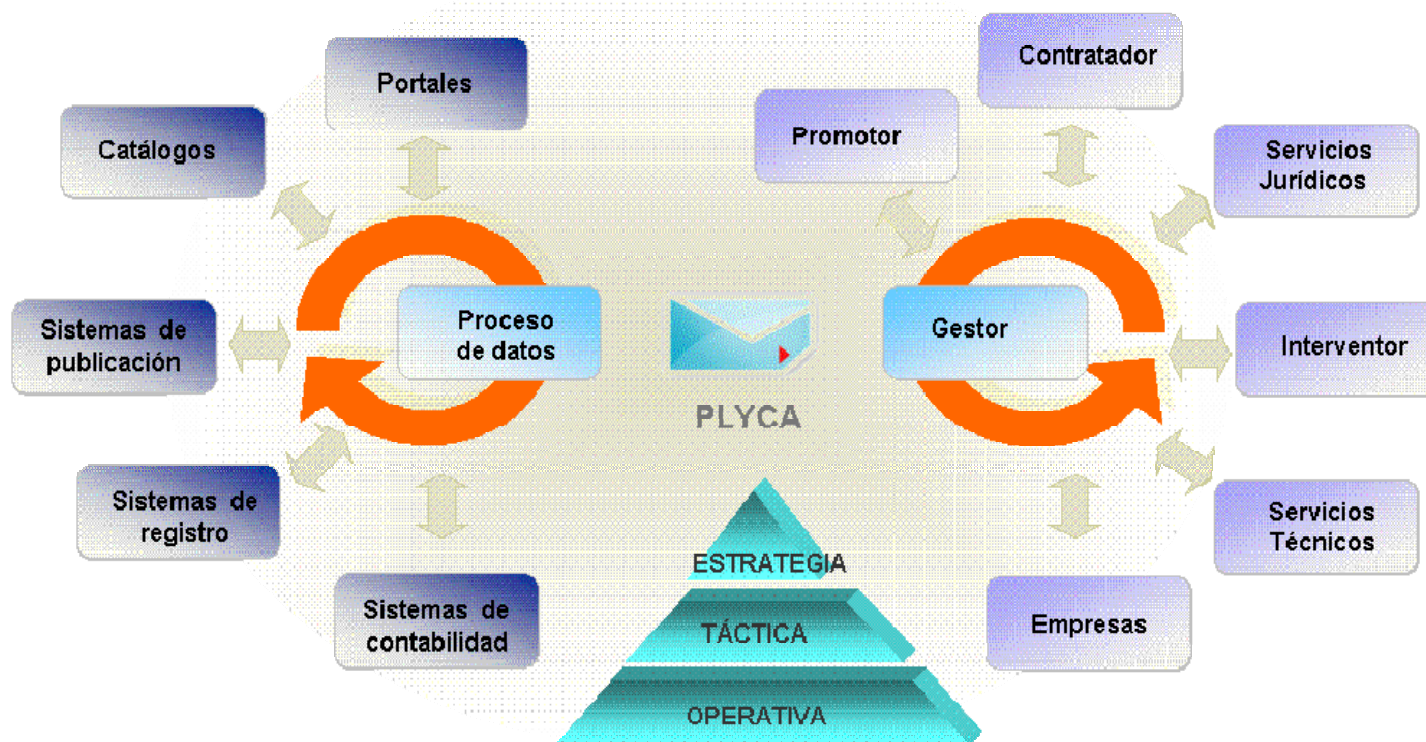 Portales
Contratador
Catálogos
Promotor
Servicios
Jurídicos
Sistemas de
publicación
Proceso
de datos
Gestor
Interventor
PLYCA
Sistemas de
registro
Servicios
Técnicos
ESTRATEGIA
Sistemas de
contabilidad
TÁCTICA
Empresas
OPERATIVA